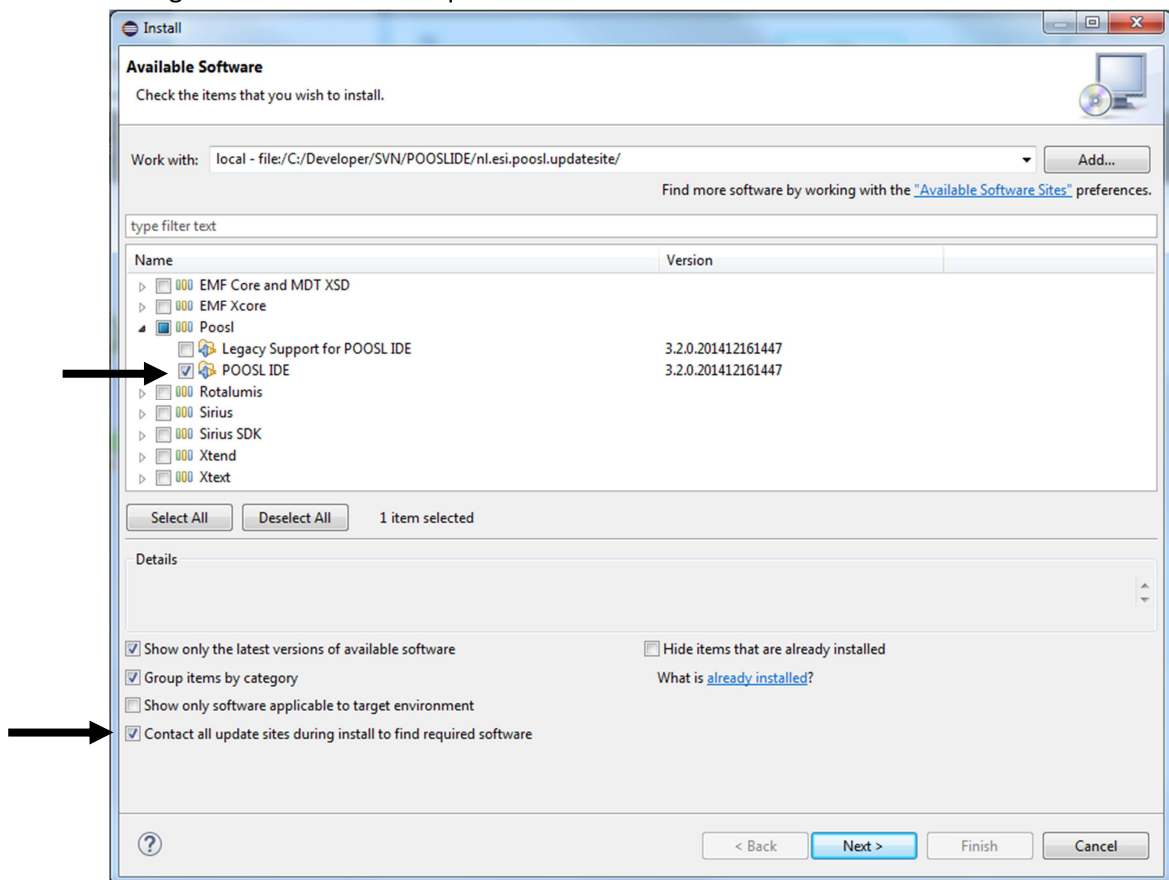 Install
Available Software
Check the items that you wish to install.
Work with: local - file:/C:/Developer/SVN/POOSLIDE/nl.esi.poosl.updatesite/ Add...
Find more software by working with the "Available Software Sites" preferences.
type filter text
Name Version
EMF Core and MDT XSD
EMF Xcore
Poosl
Legacy Support for POOSL IDE 3.2.0.201412161447
POOSL IDE 3.2.0.201412161447
Rotalumis
Sirius
Sirius SDK
Xtend
Xtext
Select All Deselect All 1 item selected
Details
Show only the latest versions of available software Hide items that are already installed
Group items by category What is already installed?
Show only software applicable to target environment
Contact all update sites during install to find required software
? < Back Next > Finish Cancel